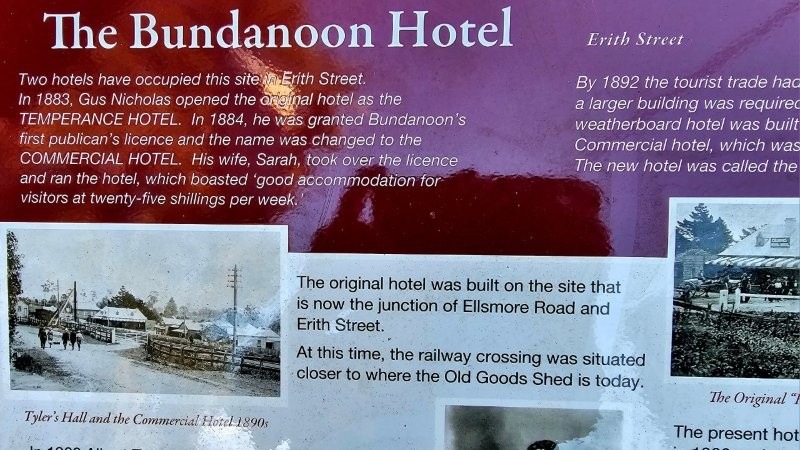 The Bundanoon Hotel
Erith Street
Two hotels have occupied this site in Erith Street.
In 1883, Gus Nicholas opened the original hotel as the
TEMPERANCE HOTEL. In 1884, he was granted Bundanoon's
first publican's licence and the name was changed to the
COMMERCIAL HOTEL. His wife, Sarah, took over the licence
and ran the hotel, which boasted 'good accommodation for
visitors at twenty-five shillings per week.'
By 1892 the tourist trade had
a larger building was required
weatherboard hotel was built
Commercial hotel, which was
The new hotel was called the
The original hotel was built on the site that
is now the junction of Ellsmore Road and
Erith Street.
At this time, the railway crossing was situated
closer to where the Old Goods Shed is today.
Tyler's Hall and the Commercial Hotel 1890s
The Original
The present